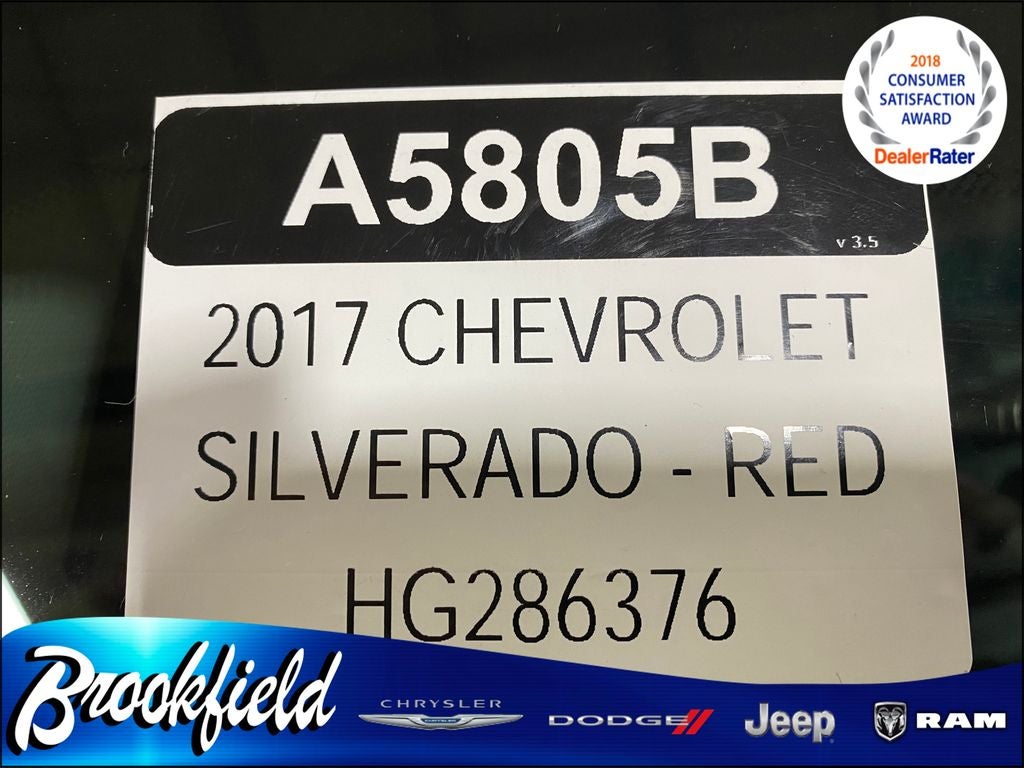 2018
CONSUMER
SATISFACTION
AWARD
DealerRater
A5805B
v 3.5
2017 CHEVROLET
SILVERADO - RED
HG286376
Brookfield
CHRYSLER
DODGE
Jeep
RAM